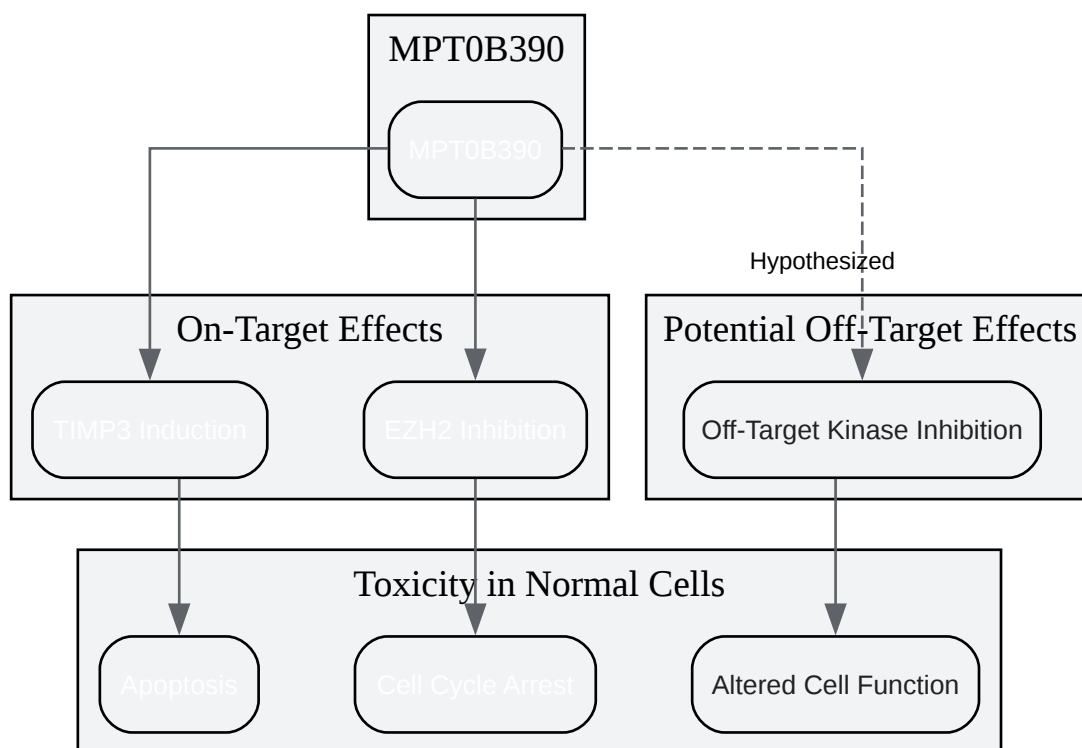 MPT0B390
MPT0B390
Hypothesized
On-Target Effects
Potential Off-Target Effects
TIMP3 Induction
EZH2 Inhibition
Off-Target Kinase Inhibition
Toxicity in Normal Cells
Apoptosis
Cell Cycle Arrest
Altered Cell Function